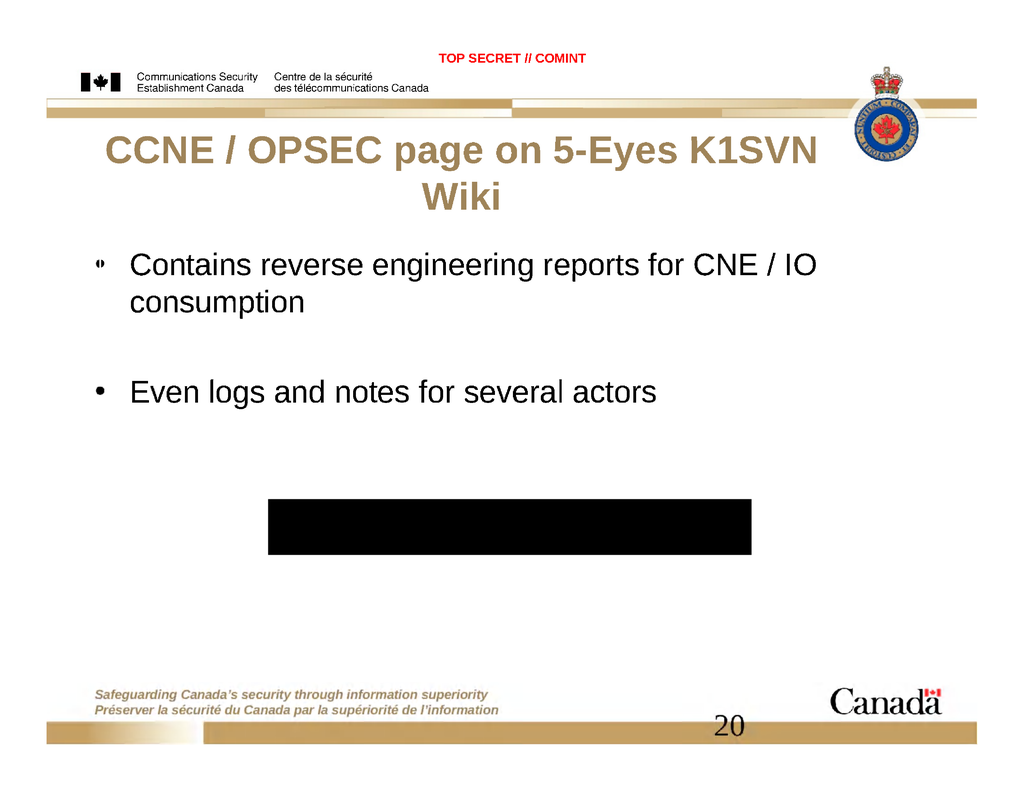 TOP SECRET // COMINT
Communications Security Centre de la sécurité
Establishment Canada des télécommunications Canada
CCNE / OPSEC page on 5-Eyes K1SVN
Wiki
Contains reverse engineering reports for CNE / IO
consumption
• Even logs and notes for several actors
Safeguarding Canada's security through information superiority
Préserver la sécurité du Canada par la supériorité de l'information
Canada
20